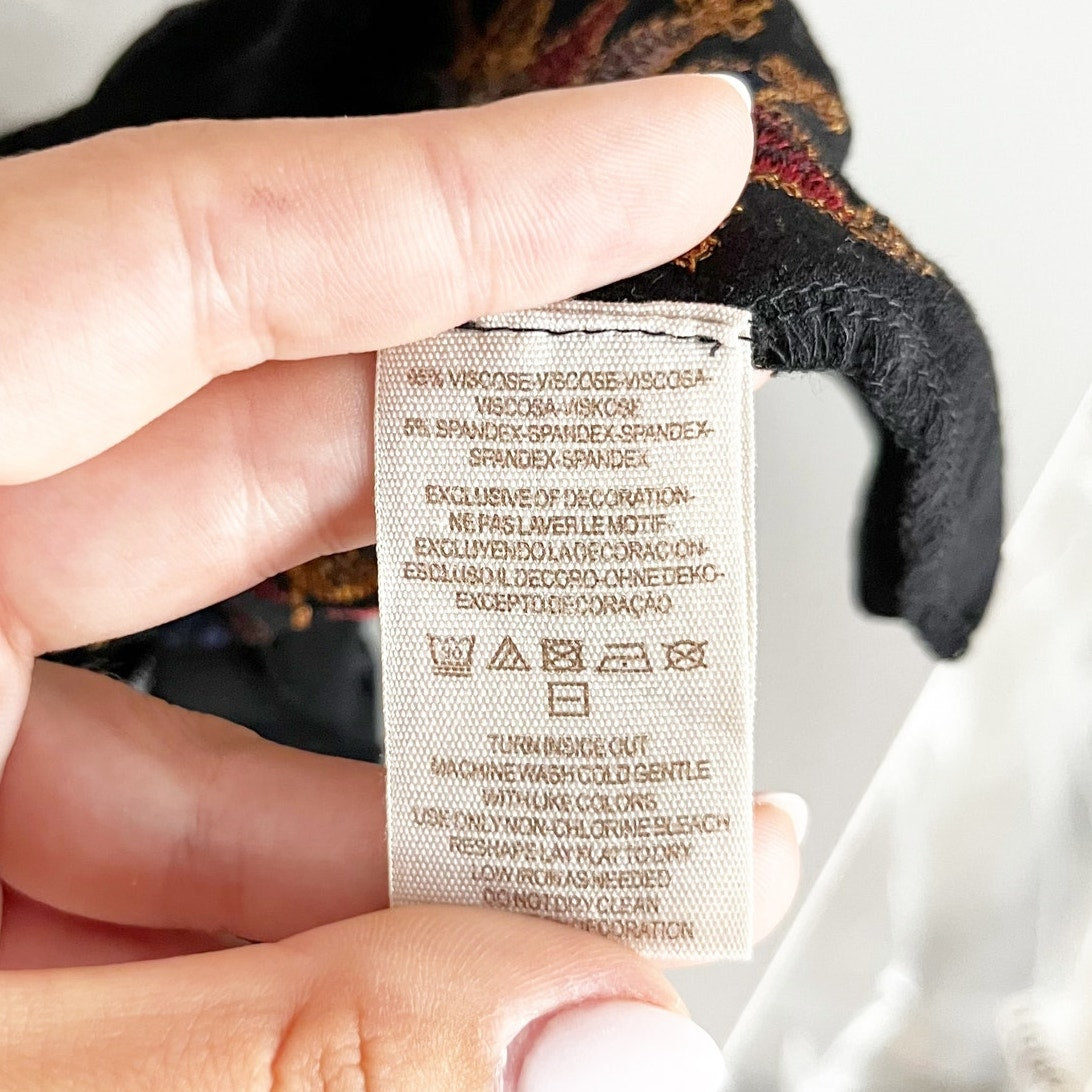 95% VISCOSE-VISCOSE-VISCOSA-
VISCOSA-VISKOSE
5% SPANDEX-SPANDEX-SPANDEX-
SPANDEX-SPANDEX
EXCLUSIVE OF DECORATION-
NE PAS LAVER LE MOTIF-
EXCLUYENDO LA DECORACION-
ESCLUSO IL DECORO-OHNE DEKO-
EXCEPTO DECORAÇAO
30
TURN INSIDE OUT
MACHINE WASH COLD GENTLE
WITH LIKE COLORS
USE ONLY NON-CHLORINE BLEACH
RESHAPE LAY FLAT TO DRY
LOW IRON AS NEEDED
DO NOT DRY CLEAN
DECORATION